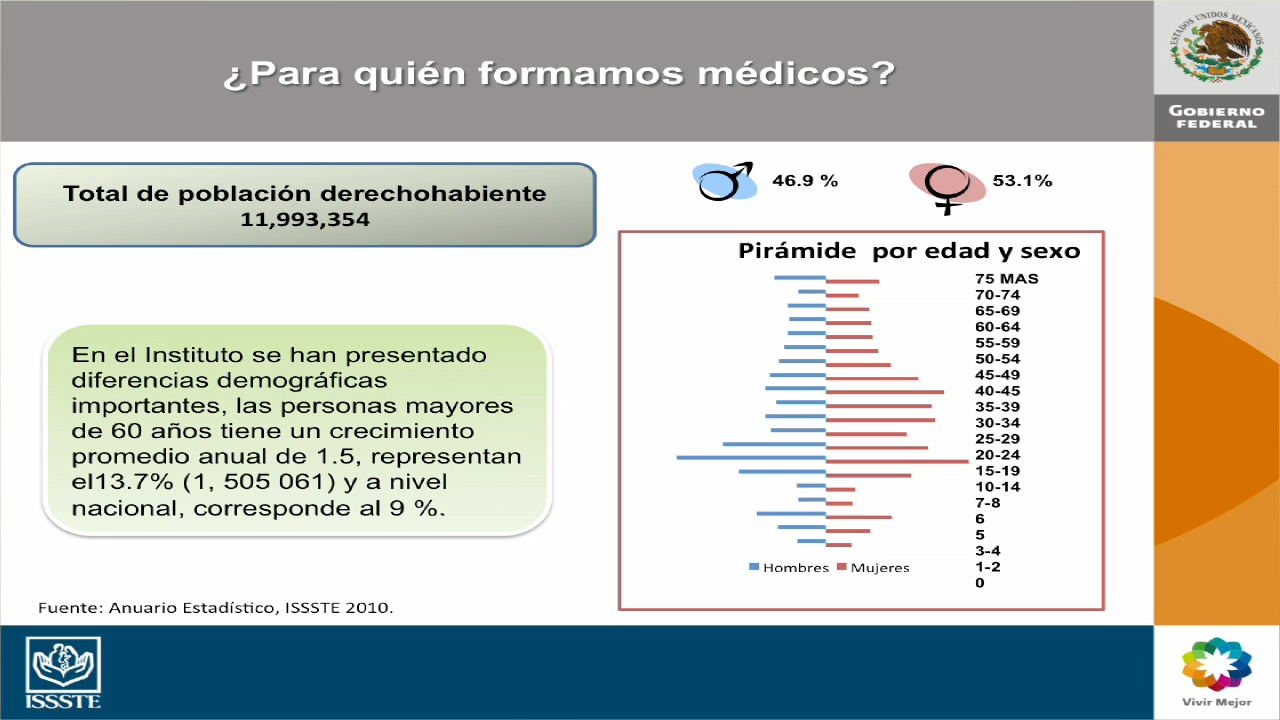 ¿Para quién formamos médicos?
ESTADOS UNIDOS MEXICANOS
GOBIERNO
FEDERAL
Total de población derechohabiente
11,993,354
46.9 %
53.1%
Pirámide por edad y sexo
75 MAS
70-74
65-69
60-64
55-59
50-54
45-49
40-45
35-39
30-34
25-29
20-24
15-19
10-14
7-8
6
5
3-4
1-2
0
Hombres
Mujeres
En el Instituto se han presentado
diferencias demográficas
importantes, las personas mayores
de 60 años tiene un crecimiento
promedio anual de 1.5, representan
el13.7% (1, 505 061) y a nivel
nacional, corresponde al 9 %.
Fuente: Anuario Estadístico, ISSSTE 2010.
ISSSTE
Vivir Mejor